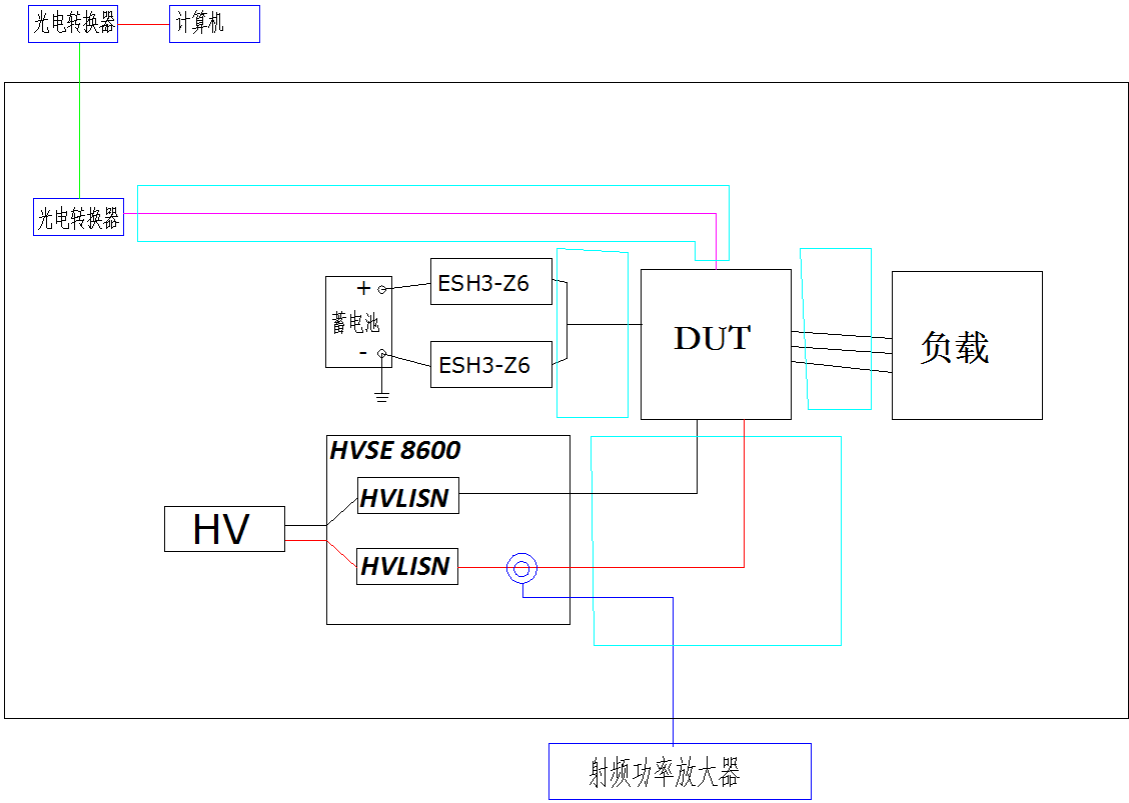 光电转换器
计算机
光电转换器
+
ESH3-Z6
蓄电池
-
ESH3-Z6
DUT
负载
HVSE 8600
HVLISN
HV
HVLISN
射频功率放大器